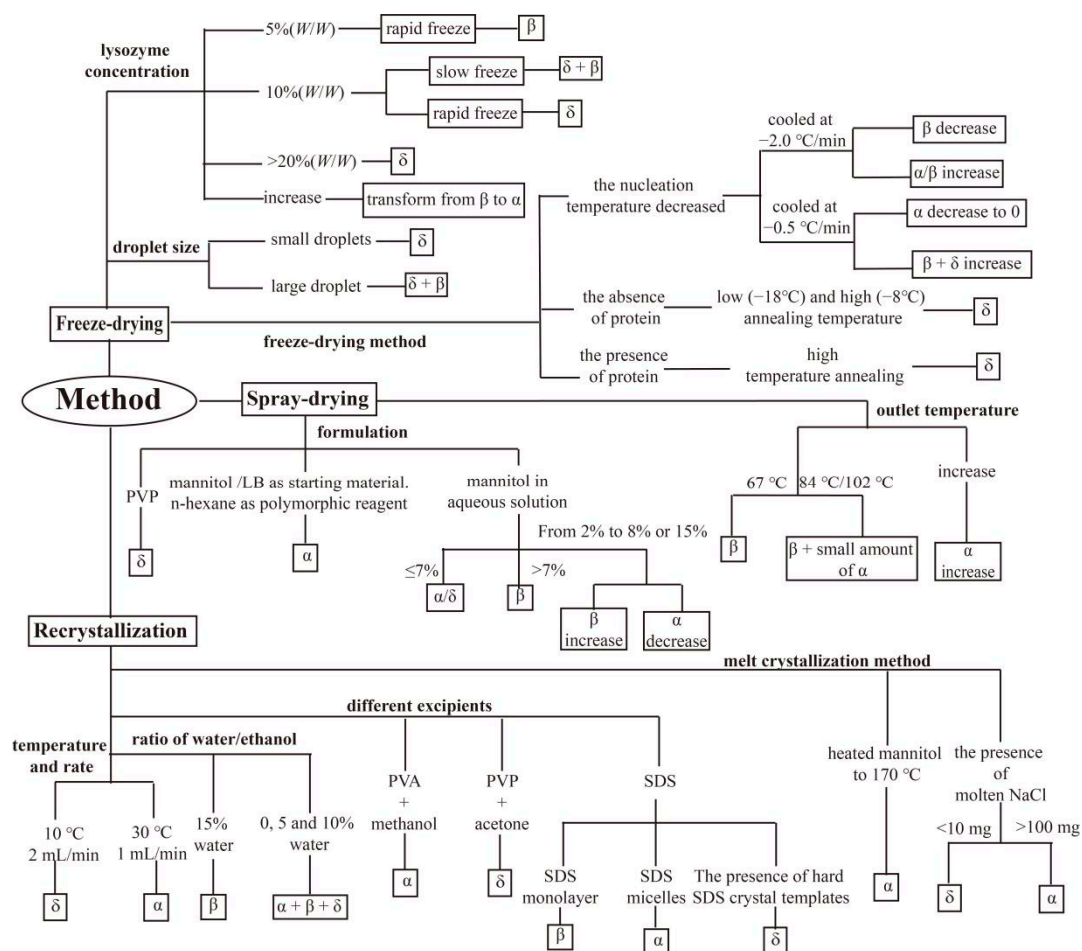 lysozyme
concentration
5%(W/W)
rapid freeze
β
10%(W/W)
slow freeze
δ + β
rapid freeze
δ
>20%(W/W)
δ
increase
transform from β to α
droplet size
small droplets
δ
large droplet
δ + β
Freeze-drying
freeze-drying method
the nucleation
temperature decreased
cooled at
−2.0 °C/min
β decrease
α/β increase
cooled at
−0.5 °C/min
α decrease to 0
β + δ increase
the absence
of protein
low (−18°C) and high (−8°C)
annealing temperature
δ
the presence
of protein
high
temperature annealing
δ
Method
Spray-drying
formulation
PVP
δ
mannitol /LB as starting material.
n-hexane as polymorphic reagent
α
mannitol in
aqueous solution
≤7%
α/δ
>7%
β
From 2% to 8% or 15%
β
increase
α
decrease
outlet temperature
67 °C
β
84 °C/102 °C
β + small amount
of α
increase
α
increase
Recrystallization
melt crystallization method
heated mannitol
to 170 °C
α
the presence
of
molten NaCl
<10 mg
δ
>100 mg
α
different excipients
PVA
+
methanol
α
PVP
+
acetone
δ
SDS
SDS
monolayer
β
SDS
micelles
α
The presence of hard
SDS crystal templates
δ
temperature
and rate
10 °C
2 mL/min
δ
30 °C
1 mL/min
α
ratio of water/ethanol
15%
water
β
0, 5 and 10%
water
α + β + δ